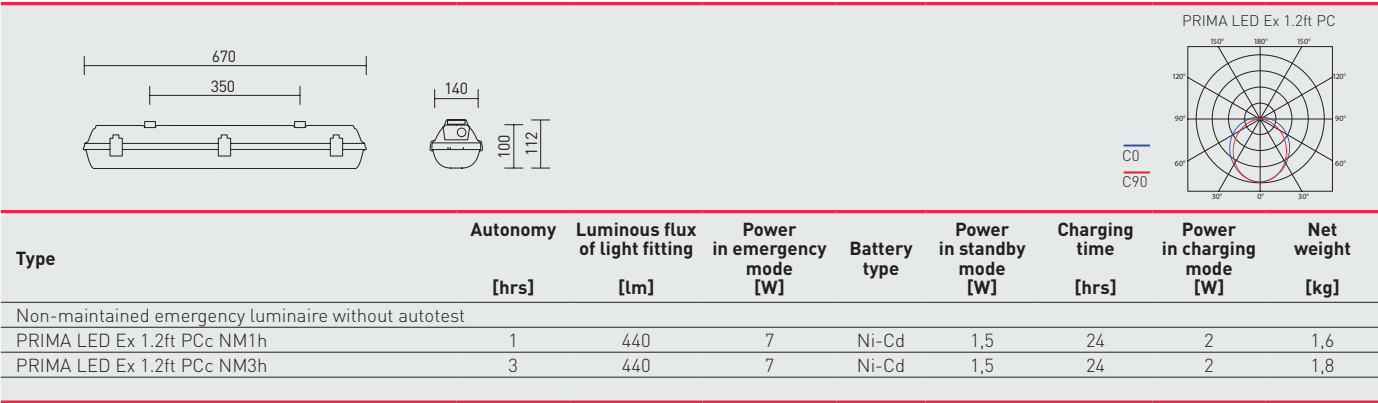 PRIMA LED Ex 1.2ft PC
150° 180° 150°
120° 120°
90° 90°
60° 60°
30° 0° 30°
C0
C90
670
350
140
100
112
Type
Autonomy [hrs]
Luminous flux of light fitting [lm]
Power in emergency mode [W]
Battery type
Power in standby mode [W]
Charging time [hrs]
Power in charging mode [W]
Net weight [kg]
Non-maintained emergency luminaire without autotest
PRIMA LED Ex 1.2ft PCc NM1h 1 440 7 Ni-Cd 1,5 24 2 1,6
PRIMA LED Ex 1.2ft PCc NM3h 3 440 7 Ni-Cd 1,5 24 2 1,8